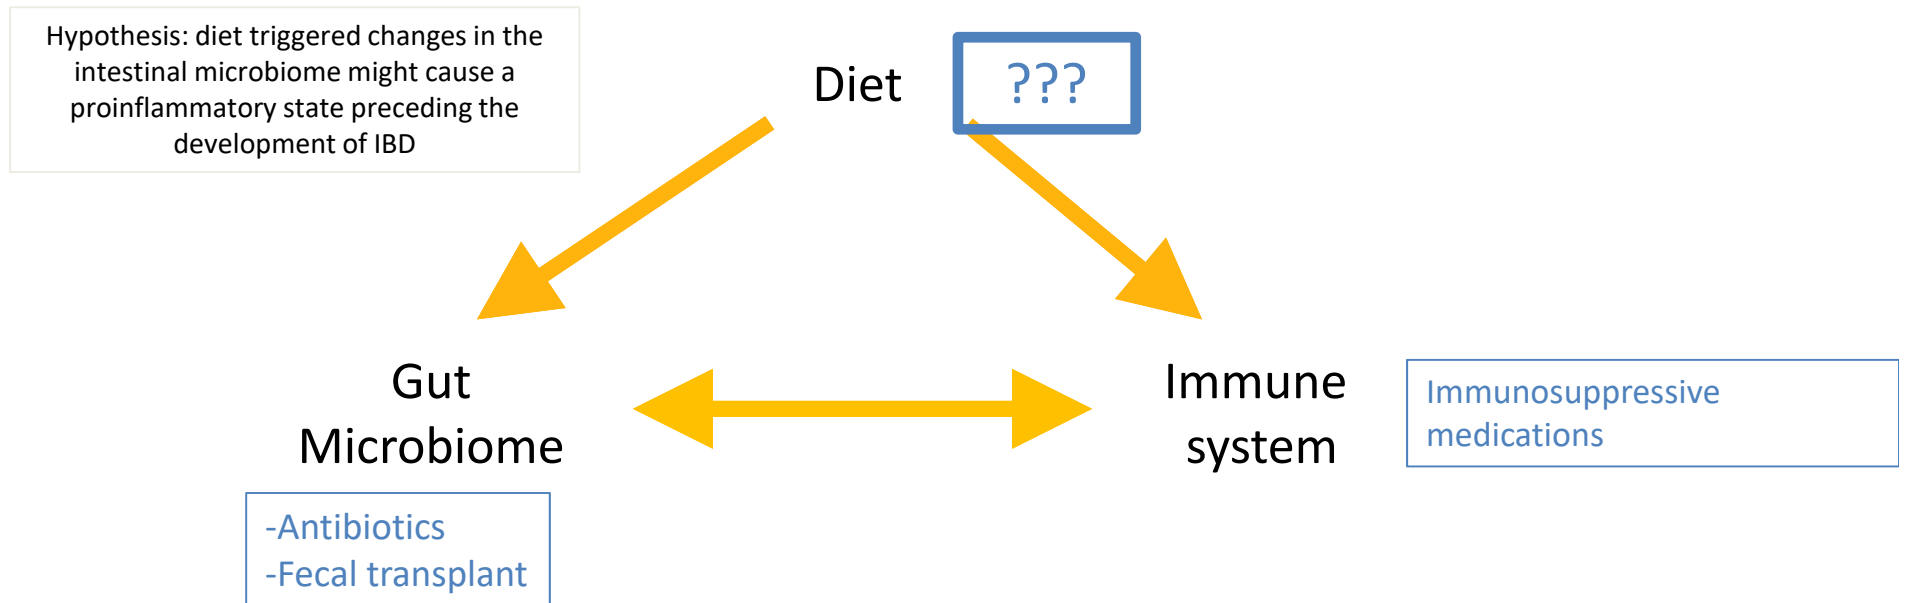 Hypothesis: diet triggered changes in the
intestinal microbiome might cause a
proinflammatory state preceding the
development of IBD
Diet
???
Gut
Microbiome
Immune
system
Immunosuppressive
medications
-Antibiotics
-Fecal transplant